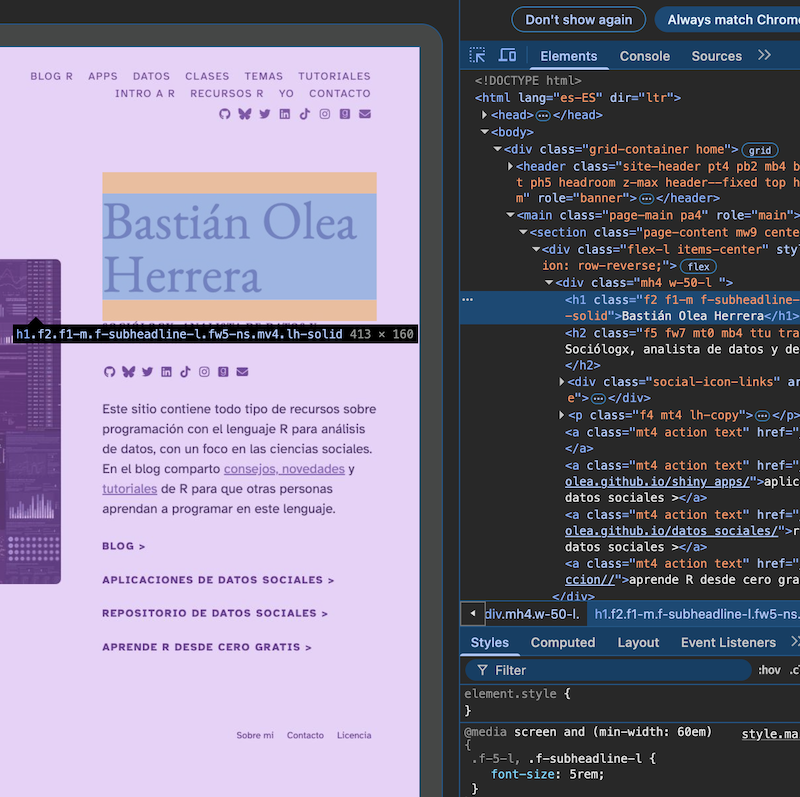 Don't show again
Always match Chrome
BLOG R APPS DATOS CLASES TEMAS TUTORIALES
INTRO A R RECURSOS R YO CONTACTO
Bastián Olea
Herrera
h1.f2.f1-m.f-subheadline-l.fw5-ns.mv4.lh-solid 413 × 160
Este sitio contiene todo tipo de recursos sobre
programación con el lenguaje R para análisis
de datos, con un foco en las ciencias sociales.
En el blog comparto consejos, novedades y
tutoriales de R para que otras personas
aprendan a programar en este lenguaje.
BLOG >
APLICACIONES DE DATOS SOCIALES >
REPOSITORIO DE DATOS SOCIALES >
APRENDE R DESDE CERO GRATIS >
Sobre mi Contacto Licencia
Elements Console Sources
<!DOCTYPE html>
<html lang="es-ES" dir="ltr">
<head> </head>
<body>
<div class="grid-container home"> grid
<header class="site-header pt4 pb2 mb4 b
t ph5 headroom z-max header--fixed top h
m" role="banner"> </header>
<main class="page-main pa4" role="main">
<section class="page-content mw9 cente
<div class="flex-l items-center" sty
ion: row-reverse;"> flex
<div class="mh4 w-50-l ">
<h1 class="f2 f1-m f-subheadline-
-solid">Bastián Olea Herrera</h1>
<h2 class="f5 fw7 mt0 mb4 ttu tra
Sociólogx, analista de datos y de
</h2>
<div class="social-icon-links" ar
e"> </div>
<p class="f4 mt4 lh-copy"> </p>
<a class="mt4 action text" href="
</a>
<a class="mt4 action text" href="
olea.github.io/shiny_apps/">aplic
datos sociales ></a>
<a class="mt4 action text" href="
olea.github.io/datos_sociales/">r
datos sociales ></a>
<a class="mt4 action text" href="
ccion//">aprende R desde cero gra
</div>
div.mh4.w-50-l. h1.f2.f1-m.f-subheadline-l.fw5-ns.
Styles Computed Layout Event Listeners
Filter :hov
element.style {
}
@media screen and (min-width: 60em) style.ma
{
.f-5-l, .f-subheadline-l {
font-size: 5rem;
}